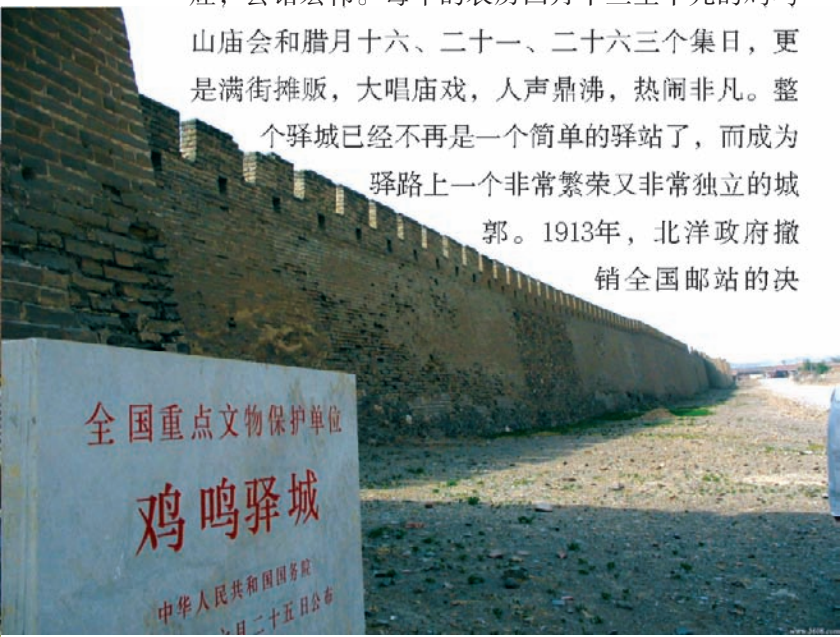 山庙会和腊月十六、二十一、二十六三个集日，更
是满街摊贩，大唱庙戏，人声鼎沸，热闹非凡。整
个驿城已经不再是一个简单的驿站了，而成为
驿路上一个非常繁荣又非常独立的城
郭。1913年，北洋政府撤
销全国邮站的决
全国重点文物保护单位
鸡鸣驿城
中华人民共和国国务院
月二十五日公布